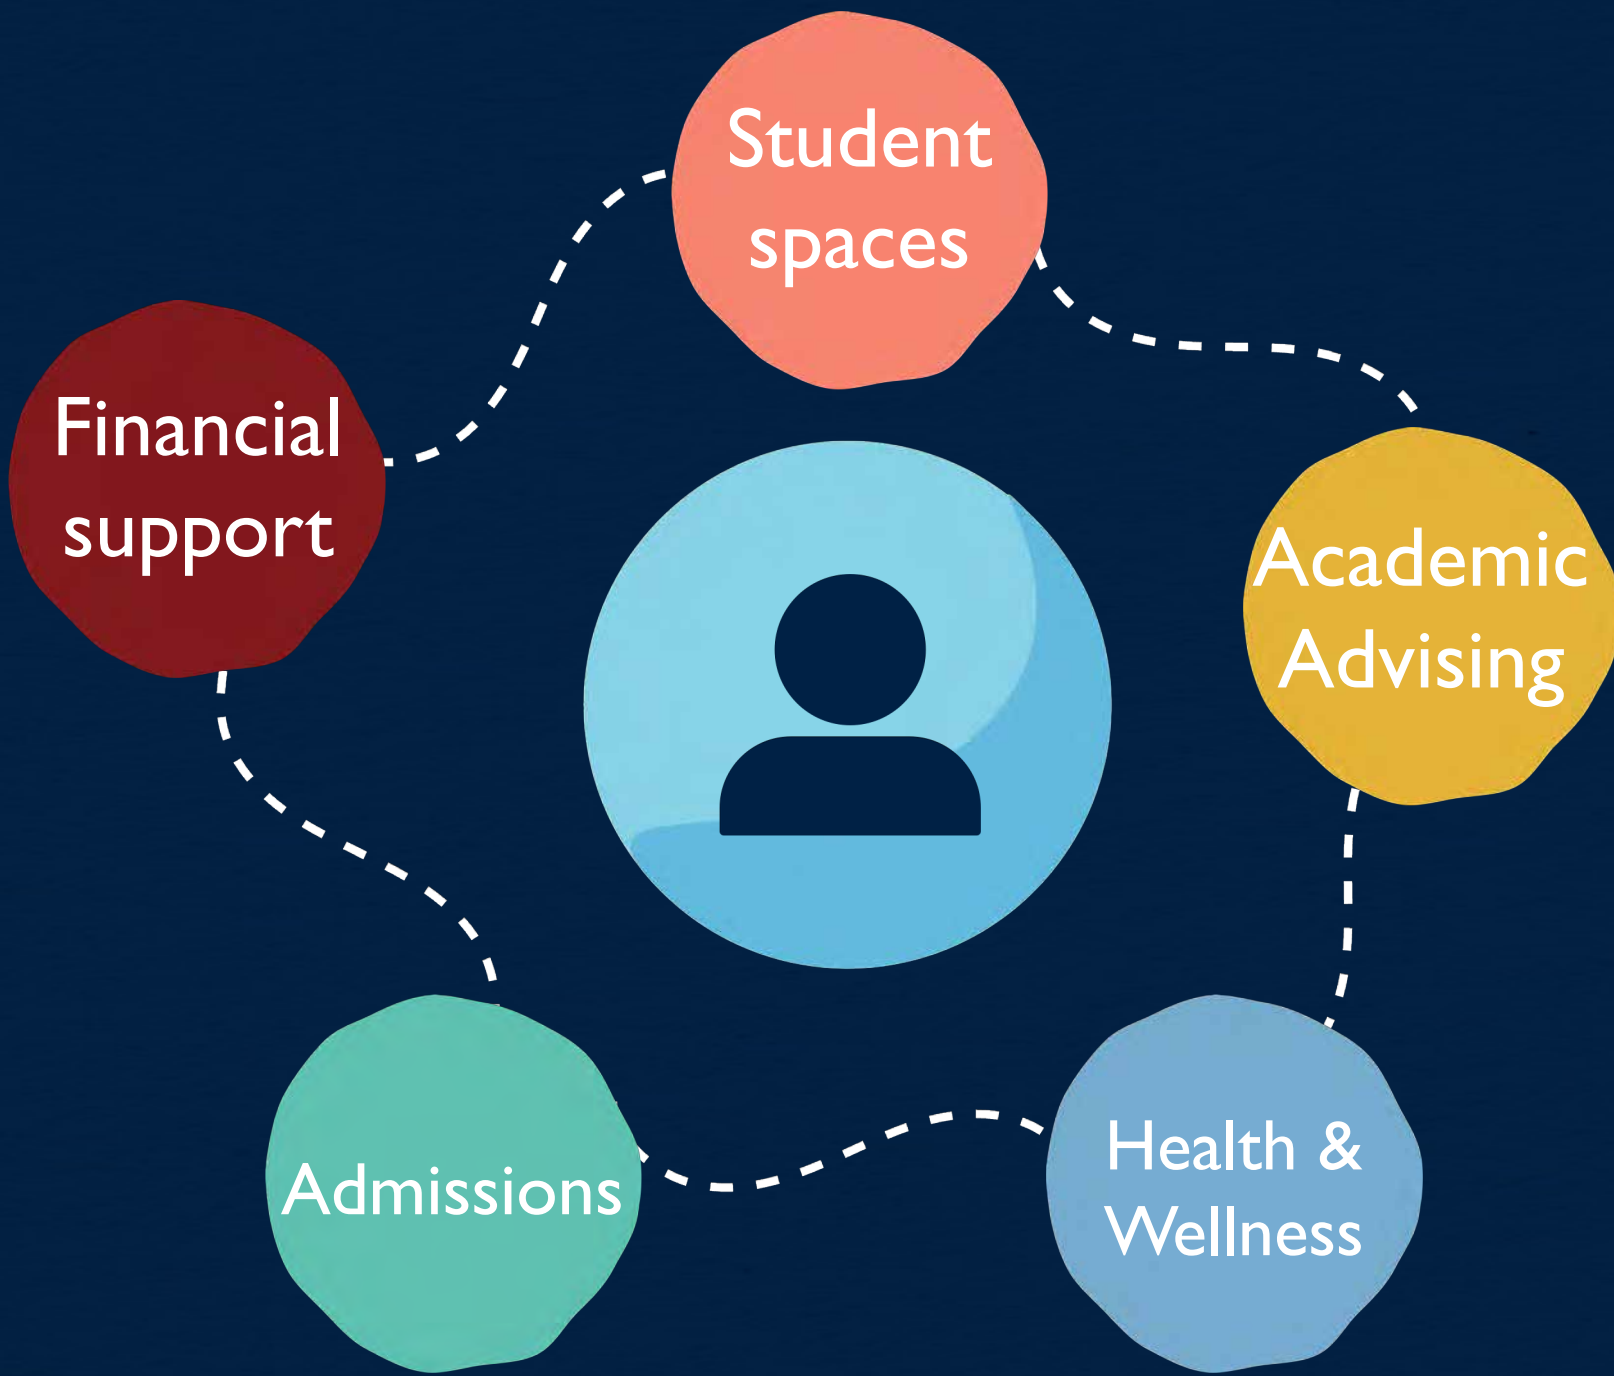 Student
spaces
Financial
support
Academic
Advising
Health &
Wellness
Admissions